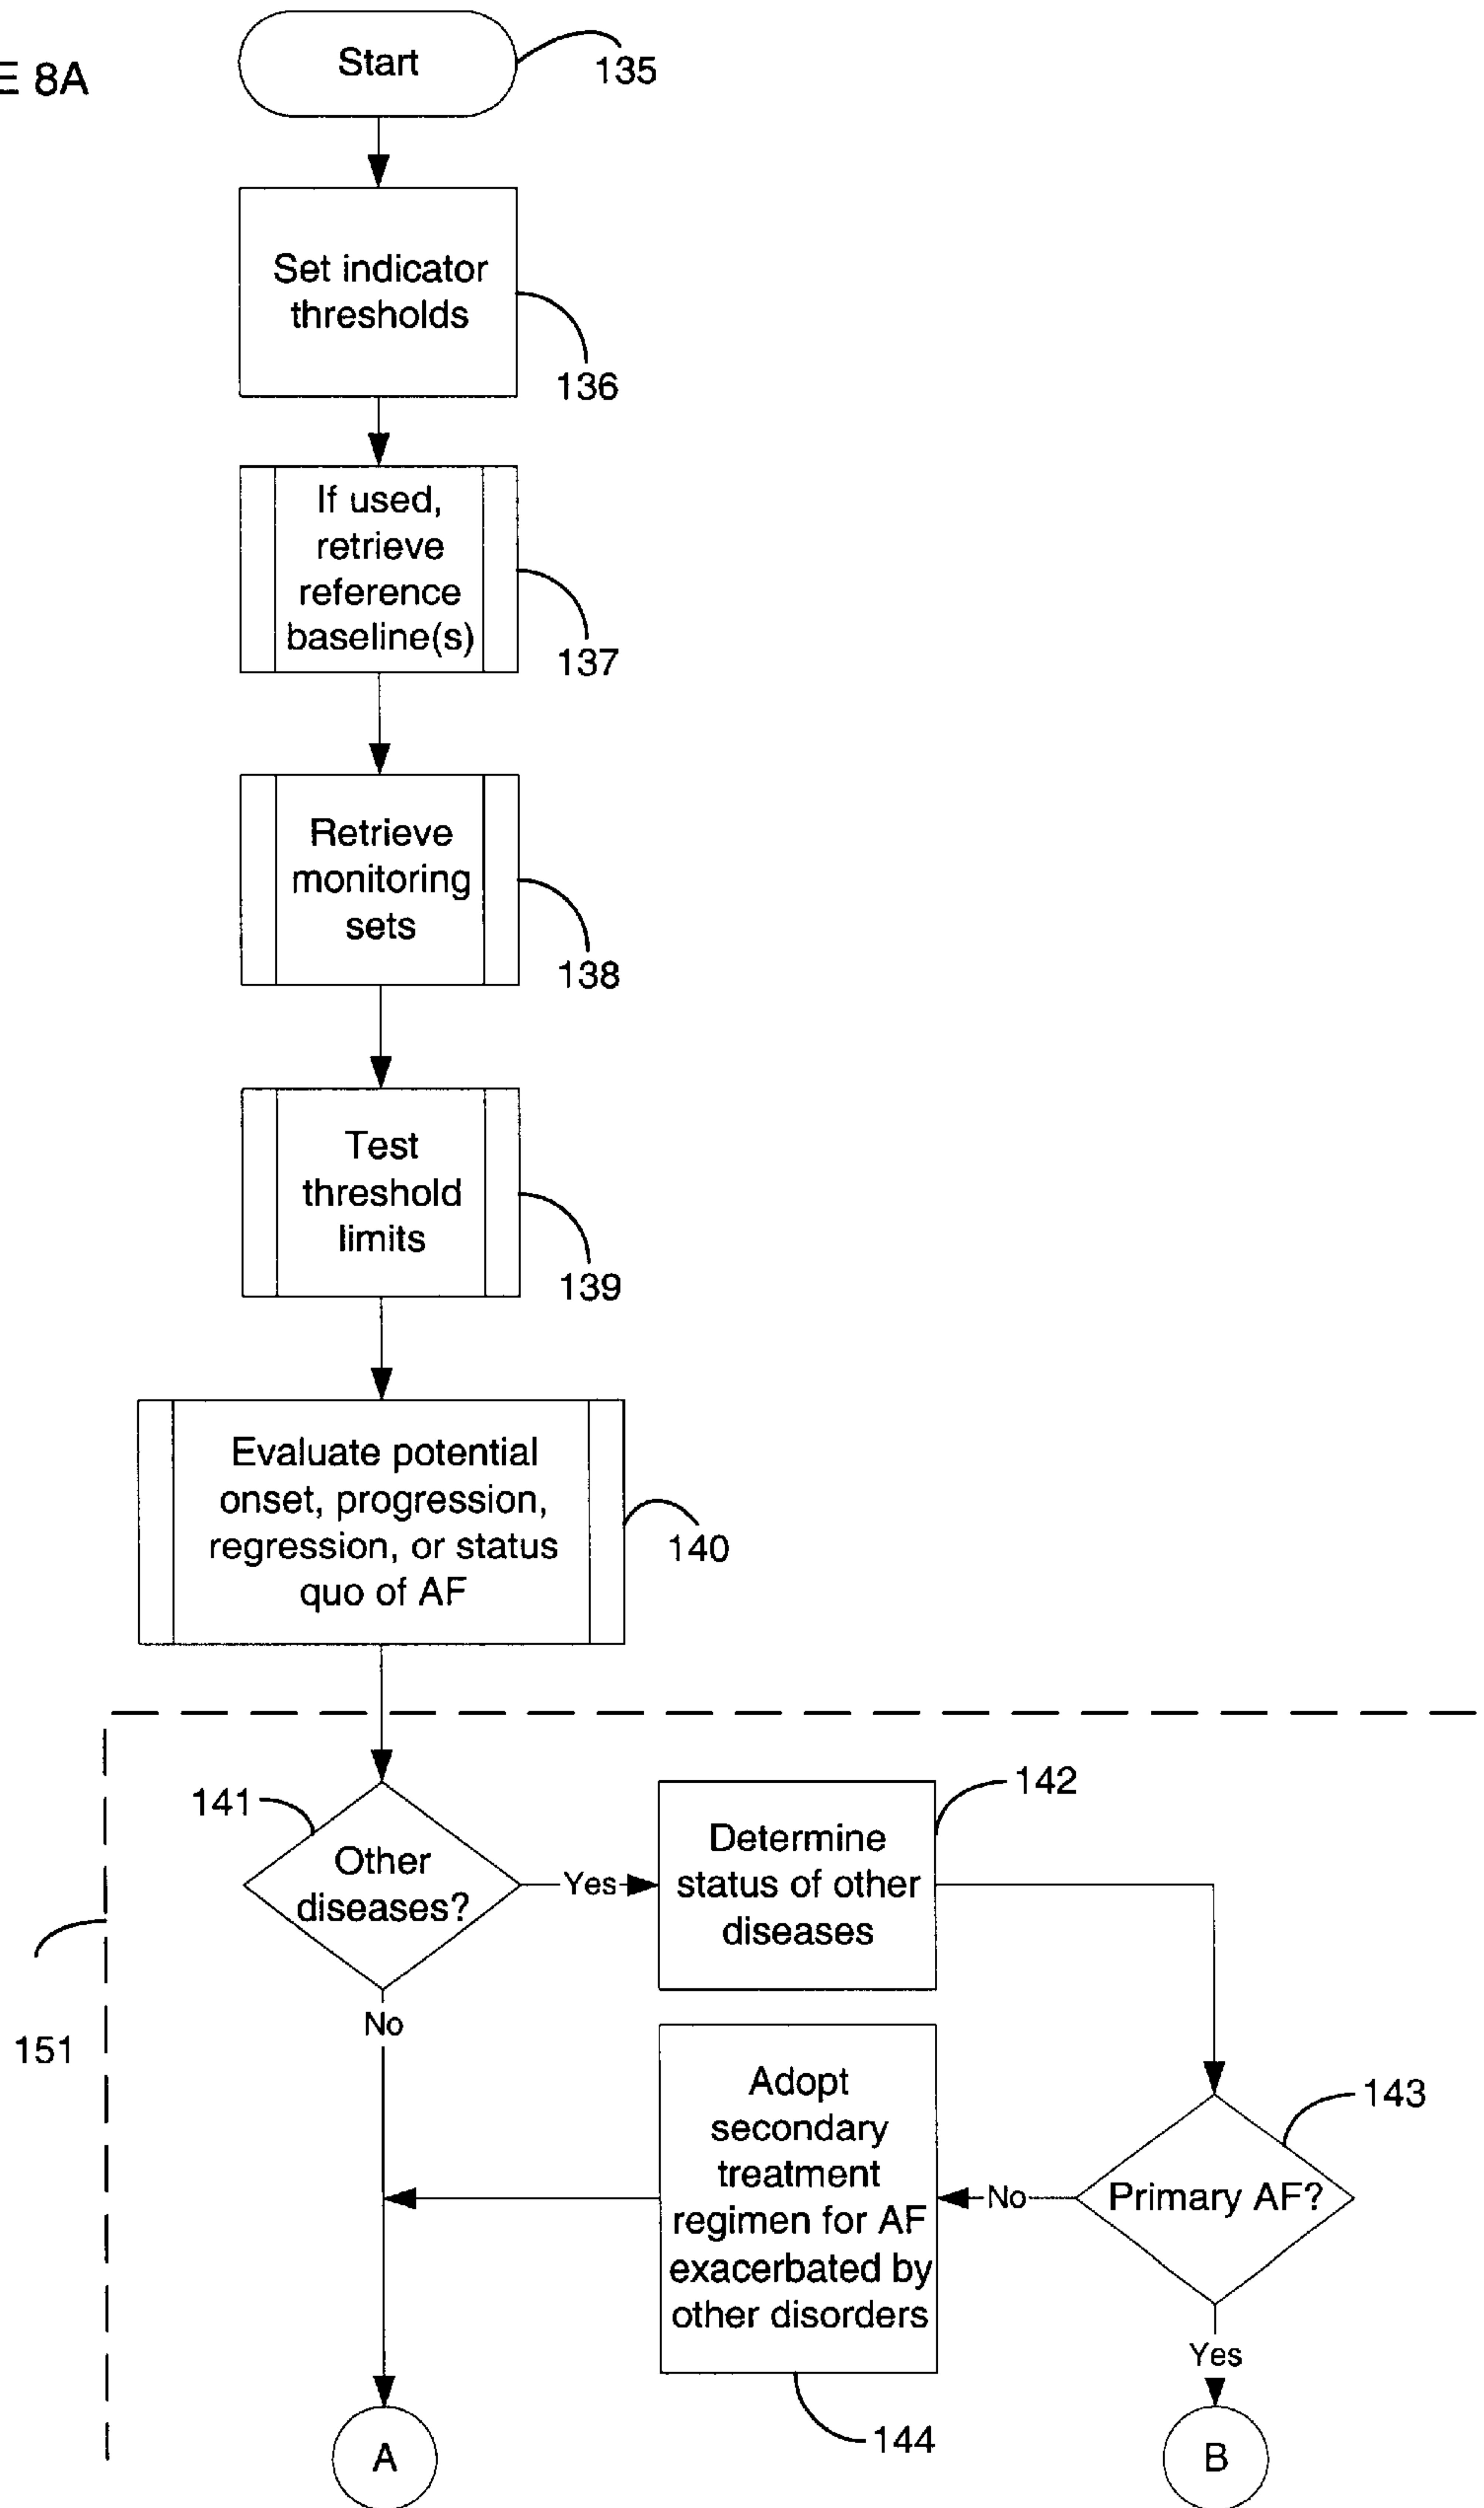 E 8A
Start
135
Set indicator
thresholds
136
If used,
retrieve
reference
baseline(s)
137
Retrieve
monitoring
sets
138
Test
threshold
limits
139
Evaluate potential
onset, progression,
regression, or status
quo of AF
140
141
Other
diseases?
Yes
Determine
status of other
diseases
142
No
151
Adopt
secondary
treatment
regimen for AF
exacerbated by
other disorders
144
No
Primary AF?
143
Yes
A
B